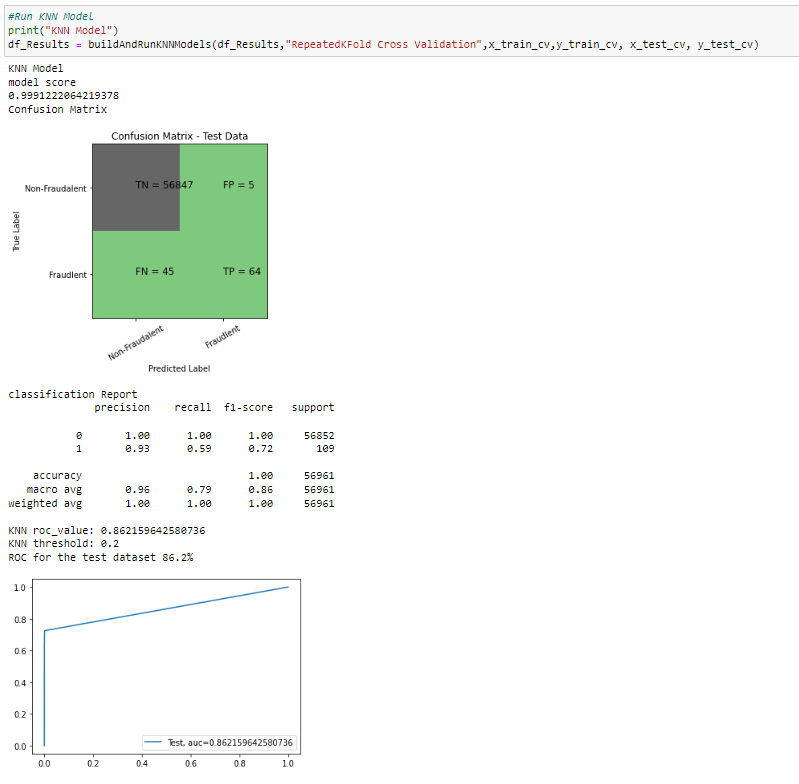 #Run KNN Model
print("KNN Model")
df_Results = buildAndRunKNNModels(df_Results,"RepeatedKFold Cross Validation",x_train_cv,y_train_cv, x_test_cv, y_test_cv)
KNN Model
model score
0.9991222064219378
Confusion Matrix
Confusion Matrix - Test Data
Non-Fraudalent
TN = 56847 FP = 5
True Label
Fraudlent
FN = 45 TP = 64
Non-Fraudalent Fraudlent
Predicted Label
classification Report
precision recall f1-score support
0 1.00 1.00 1.00 56852
1 0.93 0.59 0.72 109
accuracy 1.00 56961
macro avg 0.96 0.79 0.86 56961
weighted avg 1.00 1.00 1.00 56961
KNN roc_value: 0.862159642580736
KNN threshold: 0.2
ROC for the test dataset 86.2%
1.0
0.8
0.6
0.4
0.2
0.0
Test, auc=0.862159642580736
0.0 0.2 0.4 0.6 0.8 1.0